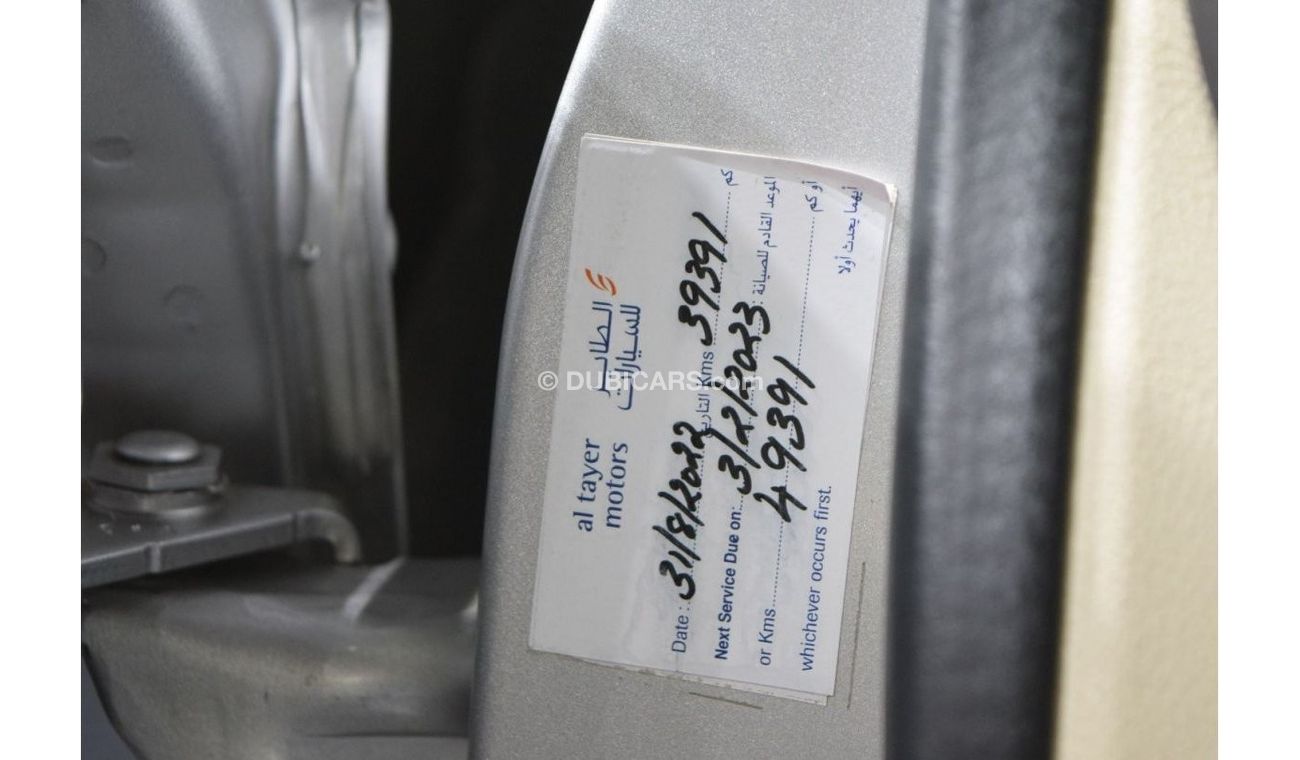 al tayer
motors
الطاير
للسيارات
Date : 31/8/2022 التاريخ Kms 39391 كم
Next Service Due on: 3/2/2023 : الموعد القادم للصيانة
or Kms 49391 أو كم
whichever occurs first. أيهما يحدث أولا
© DUBICARS.com